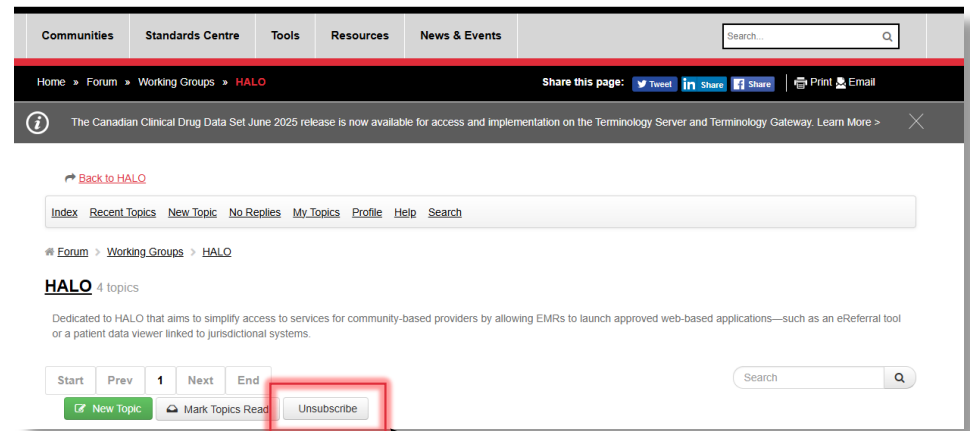 Communities Standards Centre Tools Resources News & Events Search...
Home » Forum » Working Groups » HALO Share this page: Tweet Share Share Print Email
The Canadian Clinical Drug Data Set June 2025 release is now available for access and implementation on the Terminology Server and Terminology Gateway. Learn More >
Back to HALO
Index Recent Topics New Topic No Replies My Topics Profile Help Search
Forum > Working Groups > HALO
HALO 4 topics
Dedicated to HALO that aims to simplify access to services for community-based providers by allowing EMRs to launch approved web-based applications—such as an eReferral tool
or a patient data viewer linked to jurisdictional systems.
Start Prev 1 Next End Search
New Topic Mark Topics Read Unsubscribe